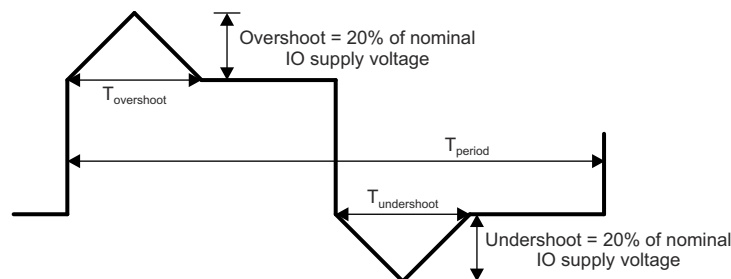 Overshoot = 20% of nominal
IO supply voltage
Tovershoot
Tperiod
Tundershoot
Undershoot = 20% of nominal
IO supply voltage